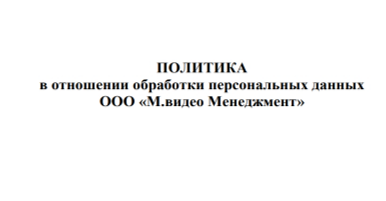 ПОЛИТИКА
в отношении обработки персональных данных
ООО «М.видео Менеджмент»